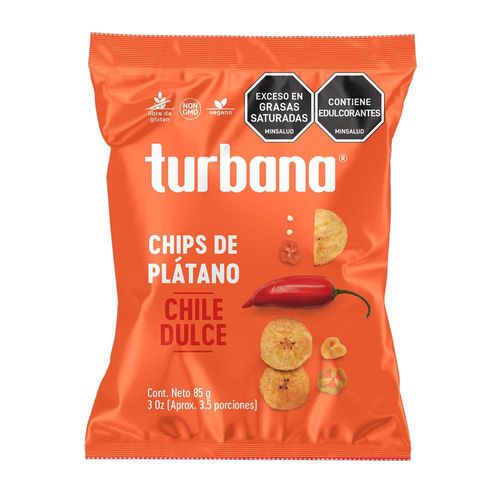 libre de
gluten
NON
GMO
vegano
EXCESO EN
GRASAS
SATURADAS
MINSALUD
CONTIENE
EDULCORANTES
MINSALUD
turbana®
CHIPS DE
PLÁTANO
CHILE
DULCE
Cont. Neto 85 g
3 Oz (Aprox. 3.5 porciones)